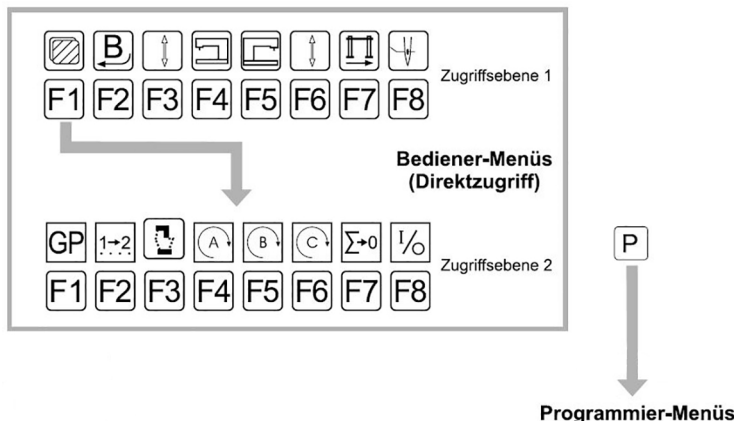 B
F1 F2 F3 F4 F5 F6 F7 F8
Zugriffsebene 1
Bediener-Menüs
(Direktzugriff)
GP 1→2 A B C Σ→0 I/O
F1 F2 F3 F4 F5 F6 F7 F8
Zugriffsebene 2
P
Programmier-Menüs